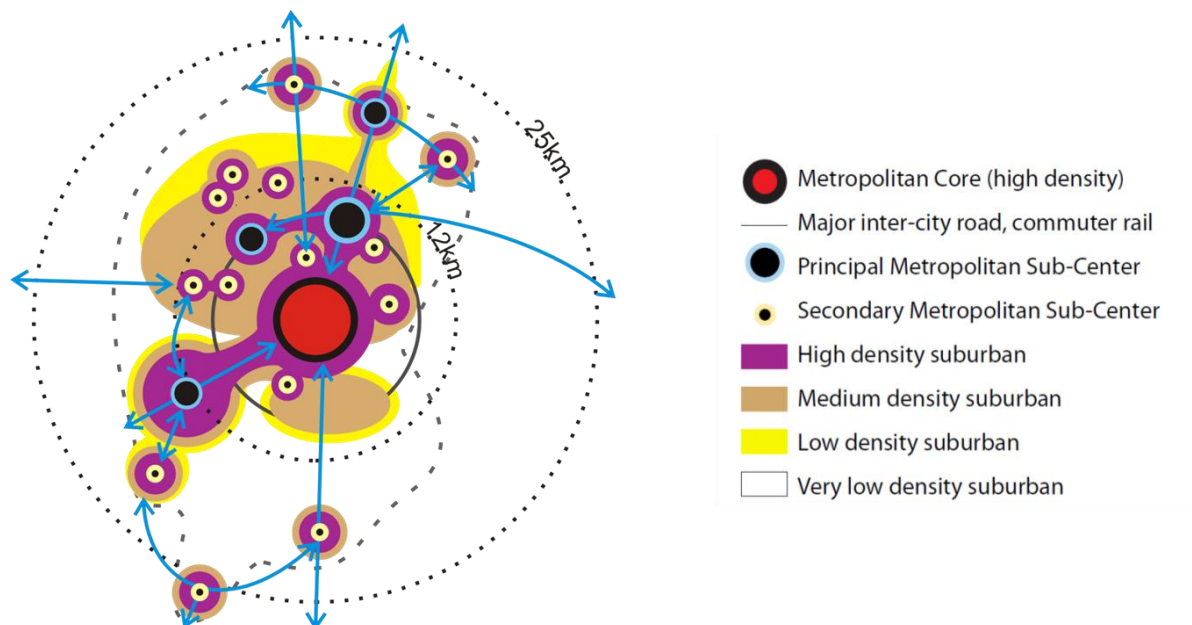 25km
12km
Metropolitan Core (high density)
Major inter-city road, commuter rail
Principal Metropolitan Sub-Center
Secondary Metropolitan Sub-Center
High density suburban
Medium density suburban
Low density suburban
Very low density suburban